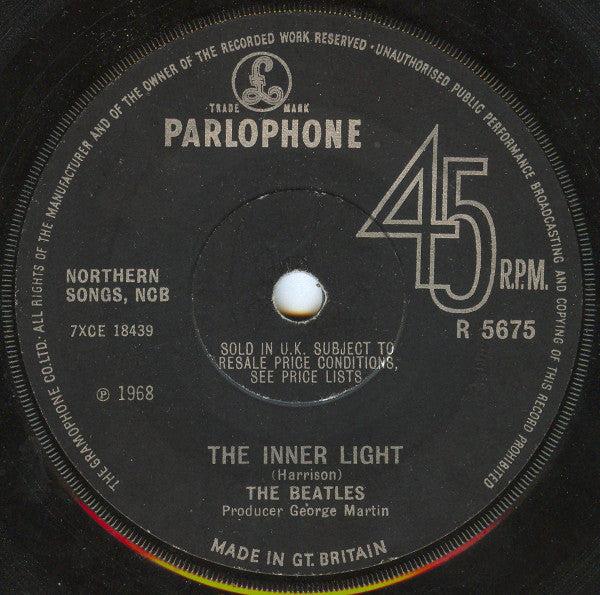 THE GRAMOPHONE CO. LTD. ALL RIGHTS OF THE MANUFACTURER AND OF THE OWNER OF THE RECORDED WORK RESERVED · UNAUTHORISED PUBLIC PERFORMANCE BROADCASTING AND COPYING OF THIS RECORD PROHIBITED
£
TRADE MARK
PARLOPHONE
45
R.P.M.
NORTHERN
SONGS, NCB
7XCE 18439
R 5675
SOLD IN U.K. SUBJECT TO
RESALE PRICE CONDITIONS,
SEE PRICE LISTS
℗ 1968
THE INNER LIGHT
(Harrison)
THE BEATLES
Producer George Martin
MADE IN GT. BRITAIN